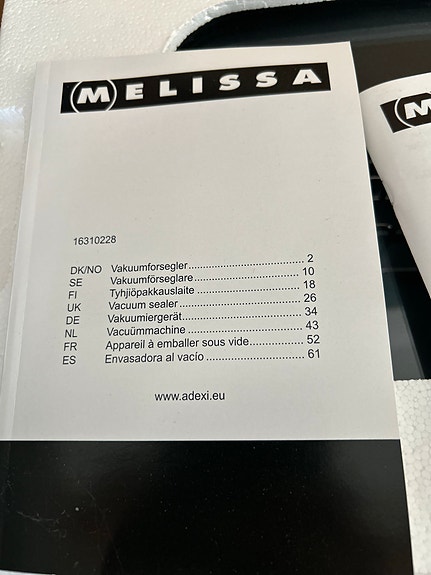 MELISSA
M
16310228
DK/NO Vakuumforsegler 2
SE Vakuumförseglare 10
FI Tyhjiöpakkauslaite 18
UK Vacuum sealer 26
DE Vakuumiergerät 34
NL Vacuümmachine 43
FR Appareil à emballer sous vide 52
ES Envasadora al vacío 61
www.adexi.eu